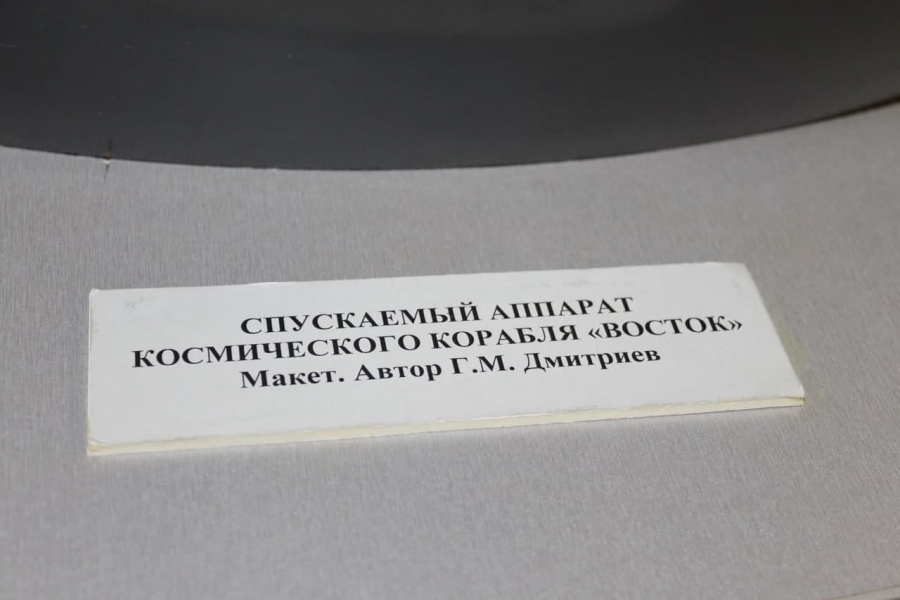 СПУСКАЕМЫЙ АППАРАТ
КОСМИЧЕСКОГО КОРАБЛЯ «ВОСТОК»
Макет. Автор Г.М. Дмитриев